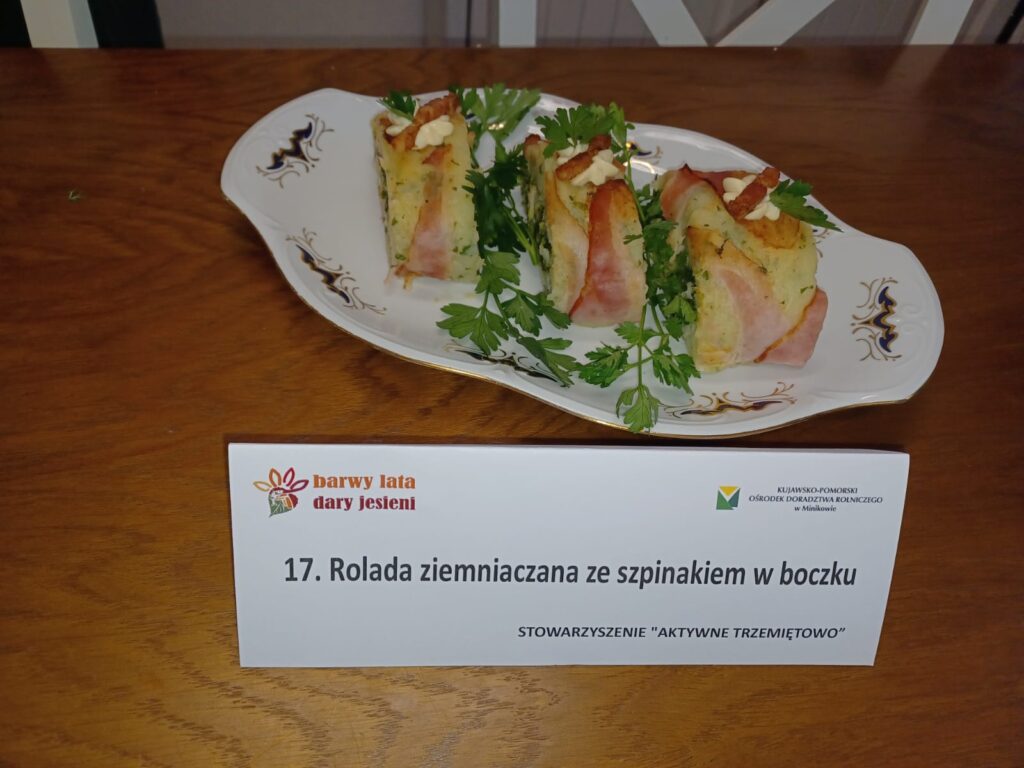 barwy lata
dary jesieni
KUJAWSKO-POMORSKI
OŚRODEK DORADZTWA ROLNICZEGO
w Minikowie
17. Rolada ziemniaczana ze szpinakiem w boczku
STOWARZYSZENIE "AKTYWNE TRZEMIĘTOWO”